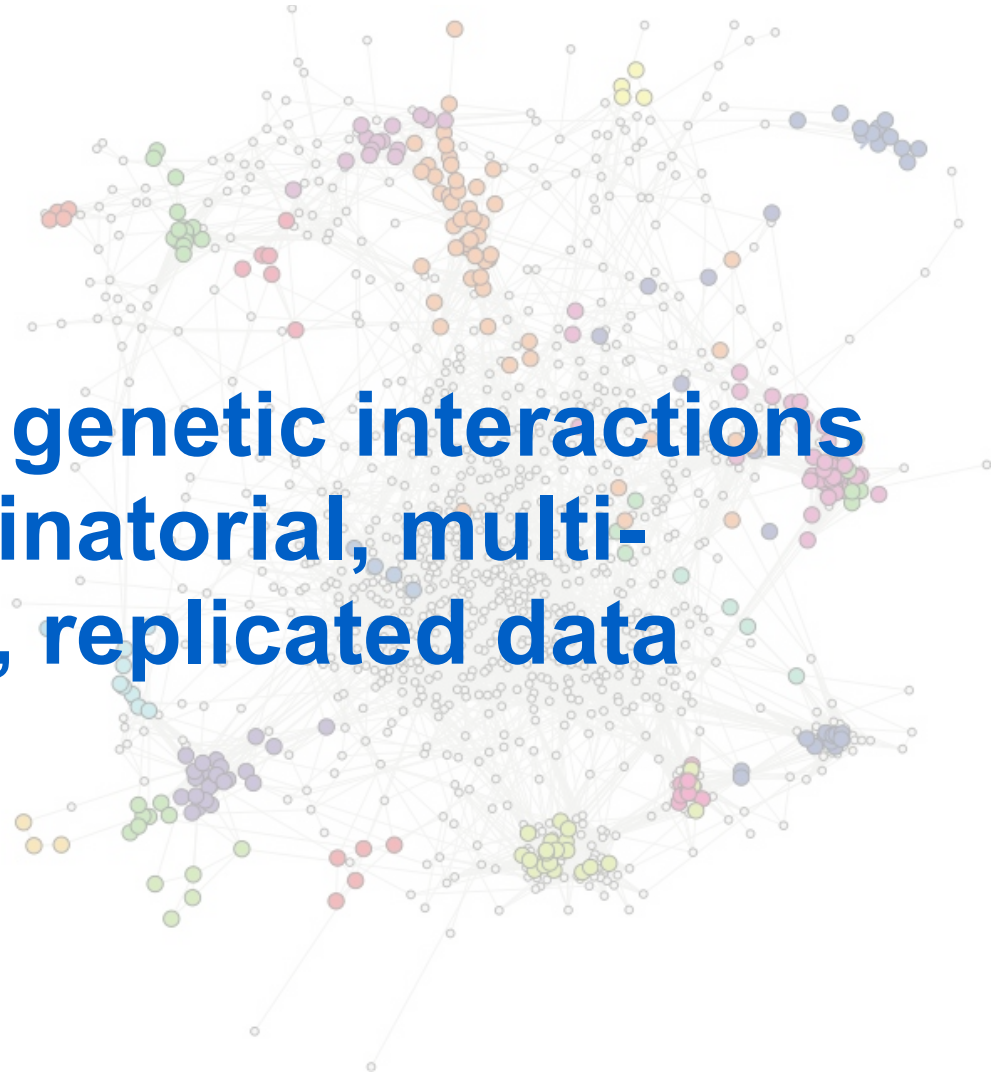 genetic interactions
inatorial, multi-
, replicated data